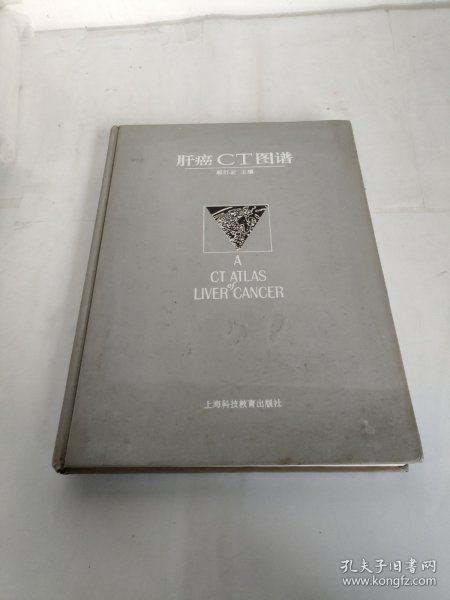 肝癌CT图谱
主编
A
CT ATLAS
of
LIVER CANCER
上海科技教育出版社
孔夫子旧书网
www.kongfz.com